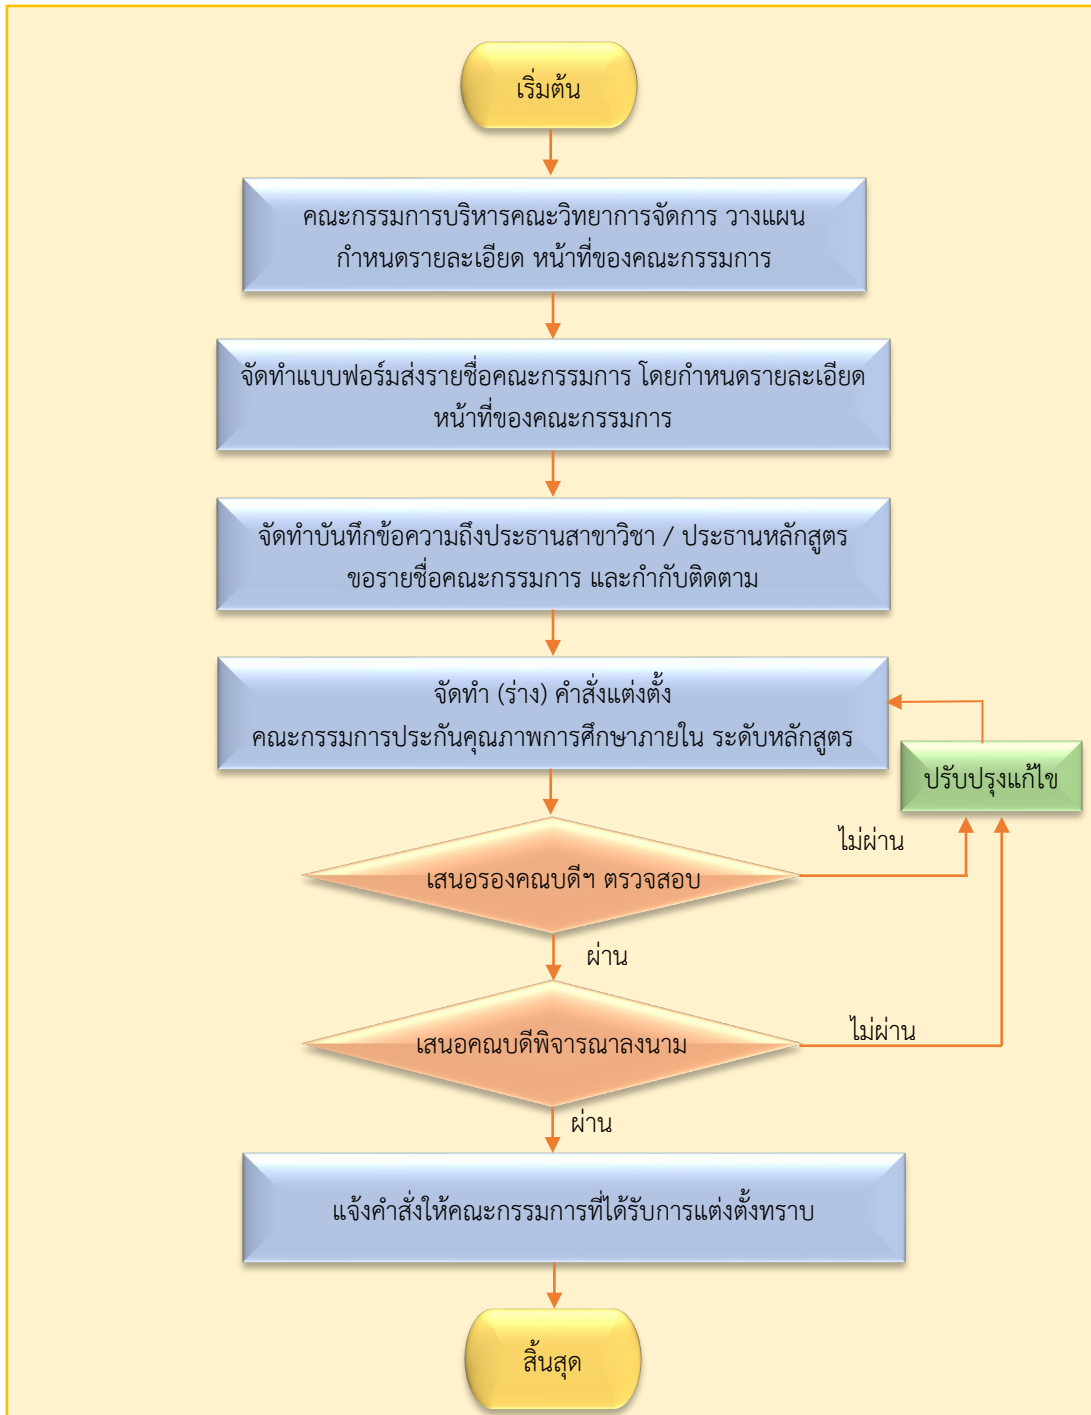 เริ่มต้น
คณะกรรมการบริหารคณะวิทยาการจัดการ วางแผน
กำหนดรายละเอียด หน้าที่ของคณะกรรมการ
จัดทำแบบฟอร์มส่งรายชื่อคณะกรรมการ โดยกำหนดรายละเอียด
หน้าที่ของคณะกรรมการ
จัดทำบันทึกข้อความถึงประธานสาขาวิชา / ประธานหลักสูตร
ขอรายชื่อคณะกรรมการ และกำกับติดตาม
จัดทำ (ร่าง) คำสั่งแต่งตั้ง
คณะกรรมการประกันคุณภาพการศึกษาภายใน ระดับหลักสูตร
ปรับปรุงแก้ไข
ไม่ผ่าน
เสนอรองคณบดีฯ ตรวจสอบ
ผ่าน
ไม่ผ่าน
เสนอคณบดีพิจารณาลงนาม
ผ่าน
แจ้งคำสั่งให้คณะกรรมการที่ได้รับการแต่งตั้งทราบ
สิ้นสุด